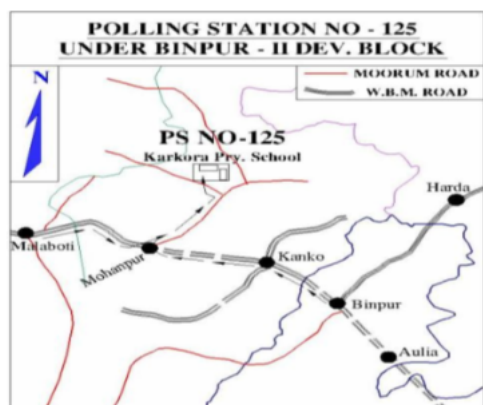 POLLING STATION NO - 125
UNDER BINPUR - II DEV. BLOCK
N
MOORUM ROAD
W.B.M. ROAD
PS NO-125
Karkora Pry. School
Harda
Malaboti
Mohanpur
Kanko
Binpur
Aulia